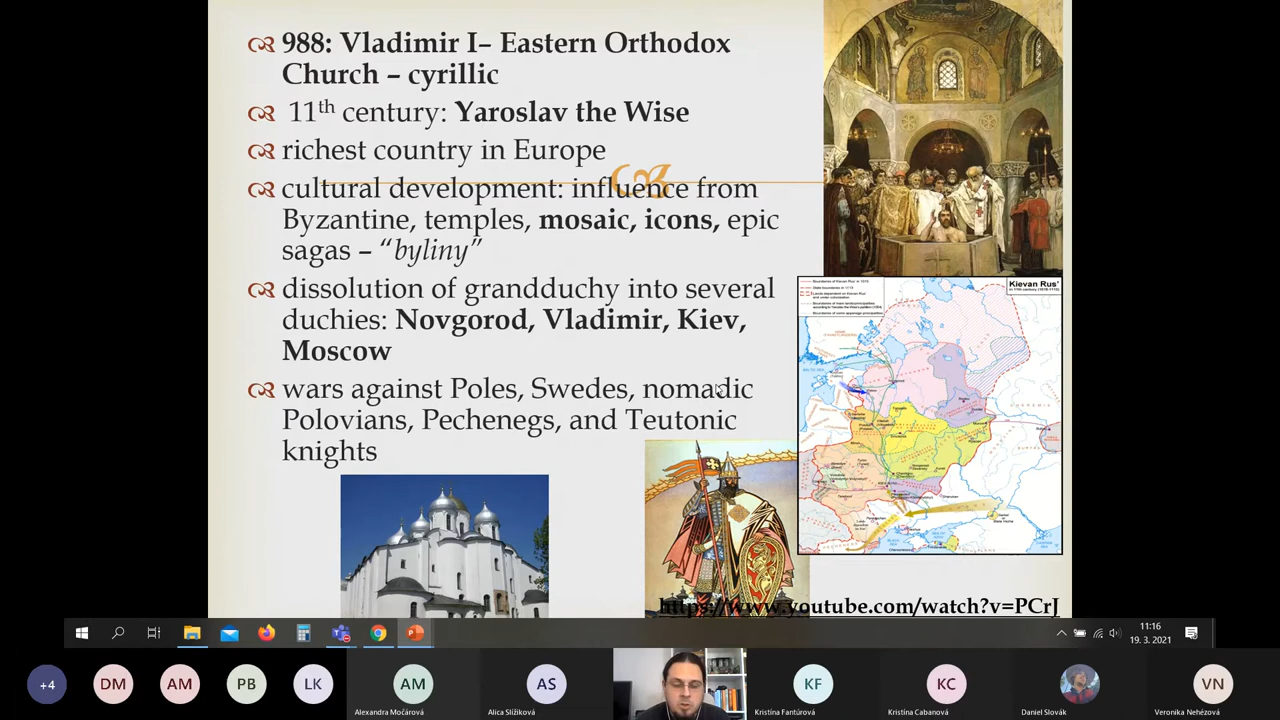 988: Vladimir I– Eastern Orthodox
Church – cyrillic
11th century: Yaroslav the Wise
richest country in Europe
cultural development: influence from
Byzantine, temples, mosaic, icons, epic
sagas – “byliny”
dissolution of grandduchy into several
duchies: Novgorod, Vladimir, Kiev,
Moscow
wars against Poles, Swedes, nomadic
Polovians, Pechenegs, and Teutonic
knights
Kievan Rus'
https://www.youtube.com/watch?v=PCrJ
11:16
19. 3. 2021
+4
DM
AM
PB
LK
AM
Alexandra Močárová
AS
Alica Slížiková
KF
Kristína Fantúrová
KC
Kristína Cabanová
Daniel Slovák
VN
Veronika Nehézová